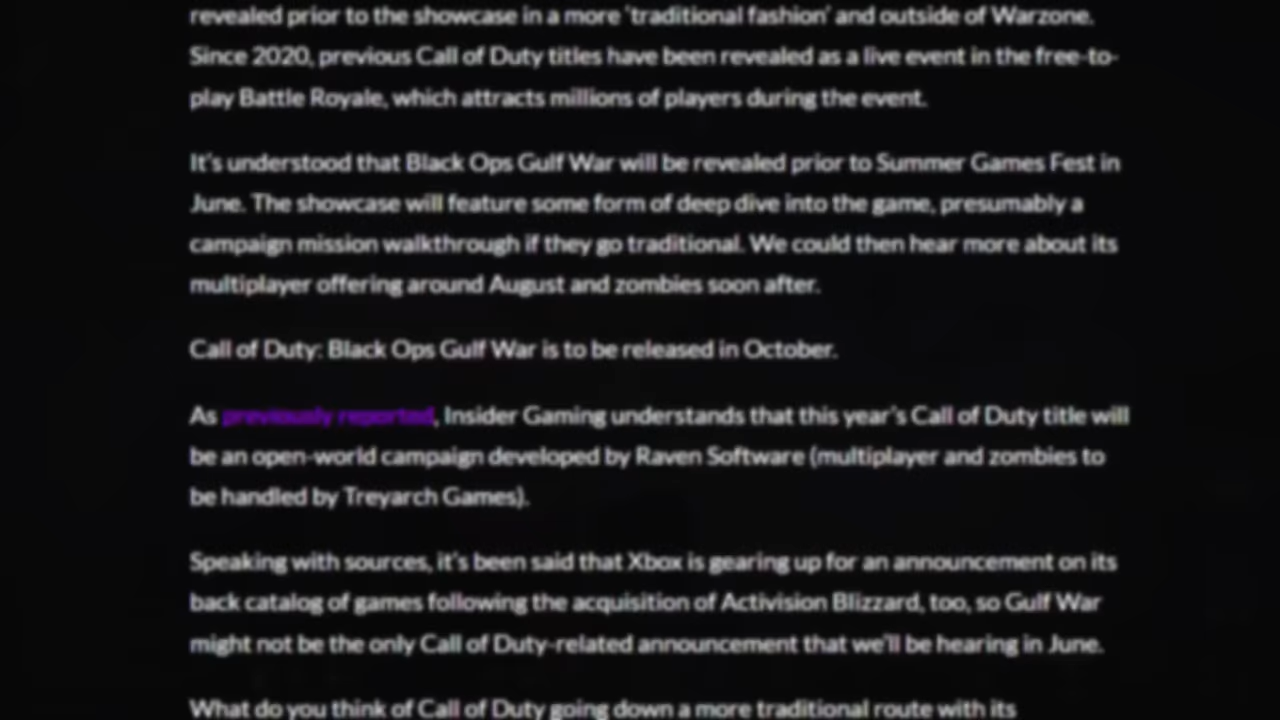 revealed prior to the showcase in a more 'traditional fashion' and outside of Warzone.
Since 2020, previous Call of Duty titles have been revealed as a live event in the free-to-
play Battle Royale, which attracts millions of players during the event.
It's understood that Black Ops Gulf War will be revealed prior to Summer Games Fest in
June. The showcase will feature some form of deep dive into the game, presumably a
campaign mission walkthrough if they go traditional. We could then hear more about its
multiplayer offering around August and zombies soon after.
Call of Duty: Black Ops Gulf War is to be released in October.
As previously reported, Insider Gaming understands that this year's Call of Duty title will
be an open-world campaign developed by Raven Software (multiplayer and zombies to
be handled by Treyarch Games).
Speaking with sources, it's been said that Xbox is gearing up for an announcement on its
back catalog of games following the acquisition of Activision Blizzard, too, so Gulf War
might not be the only Call of Duty-related announcement that we'll be hearing in June.
What do you think of Call of Duty going down a more traditional route with its